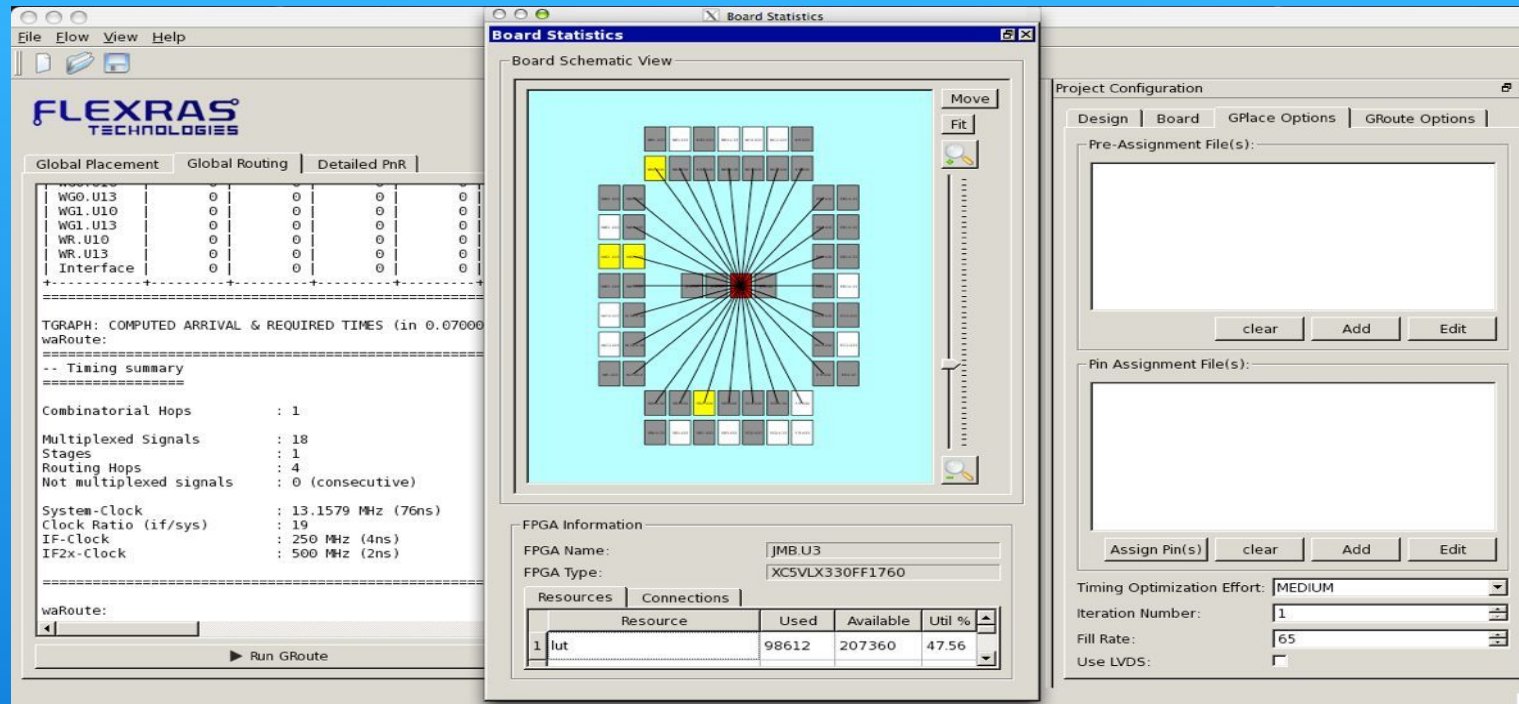 Board Statistics
File Flow View Help
FLEXRAS
TECHNOLOGIES
Global Placement Global Routing Detailed PnR
WG0.U13 | 0 | 0 | 0 | 0
WG1.U10 | 0 | 0 | 0 | 0
WG1.U13 | 0 | 0 | 0 | 0
WR.U10 | 0 | 0 | 0 | 0
WR.U13 | 0 | 0 | 0 | 0
Interface | 0 | 0 | 0 | 0
TGRAPH: COMPUTED ARRIVAL & REQUIRED TIMES (in 0.07000
waRoute:
-- Timing summary
Combinatorial Hops : 1
Multiplexed Signals : 18
Stages : 1
Routing Hops : 4
Not multiplexed signals : 0 (consecutive)
System-Clock : 13.1579 MHz (76ns)
Clock Ratio (if/sys) : 19
IF-Clock : 250 MHz (4ns)
IF2x-Clock : 500 MHz (2ns)
waRoute:
Run GRoute
Board Statistics
Board Schematic View
Move
Fit
FPGA Information
FPGA Name: JMB.U3
FPGA Type: XC5VLX330FF1760
Resources Connections
Resource Used Available Util %
1 lut 98612 207360 47.56
Project Configuration
Design Board GPlace Options GRoute Options
Pre-Assignment File(s):
clear Add Edit
Pin Assignment File(s):
Assign Pin(s) clear Add Edit
Timing Optimization Effort: MEDIUM
Iteration Number: 1
Fill Rate: 65
Use LVDS: